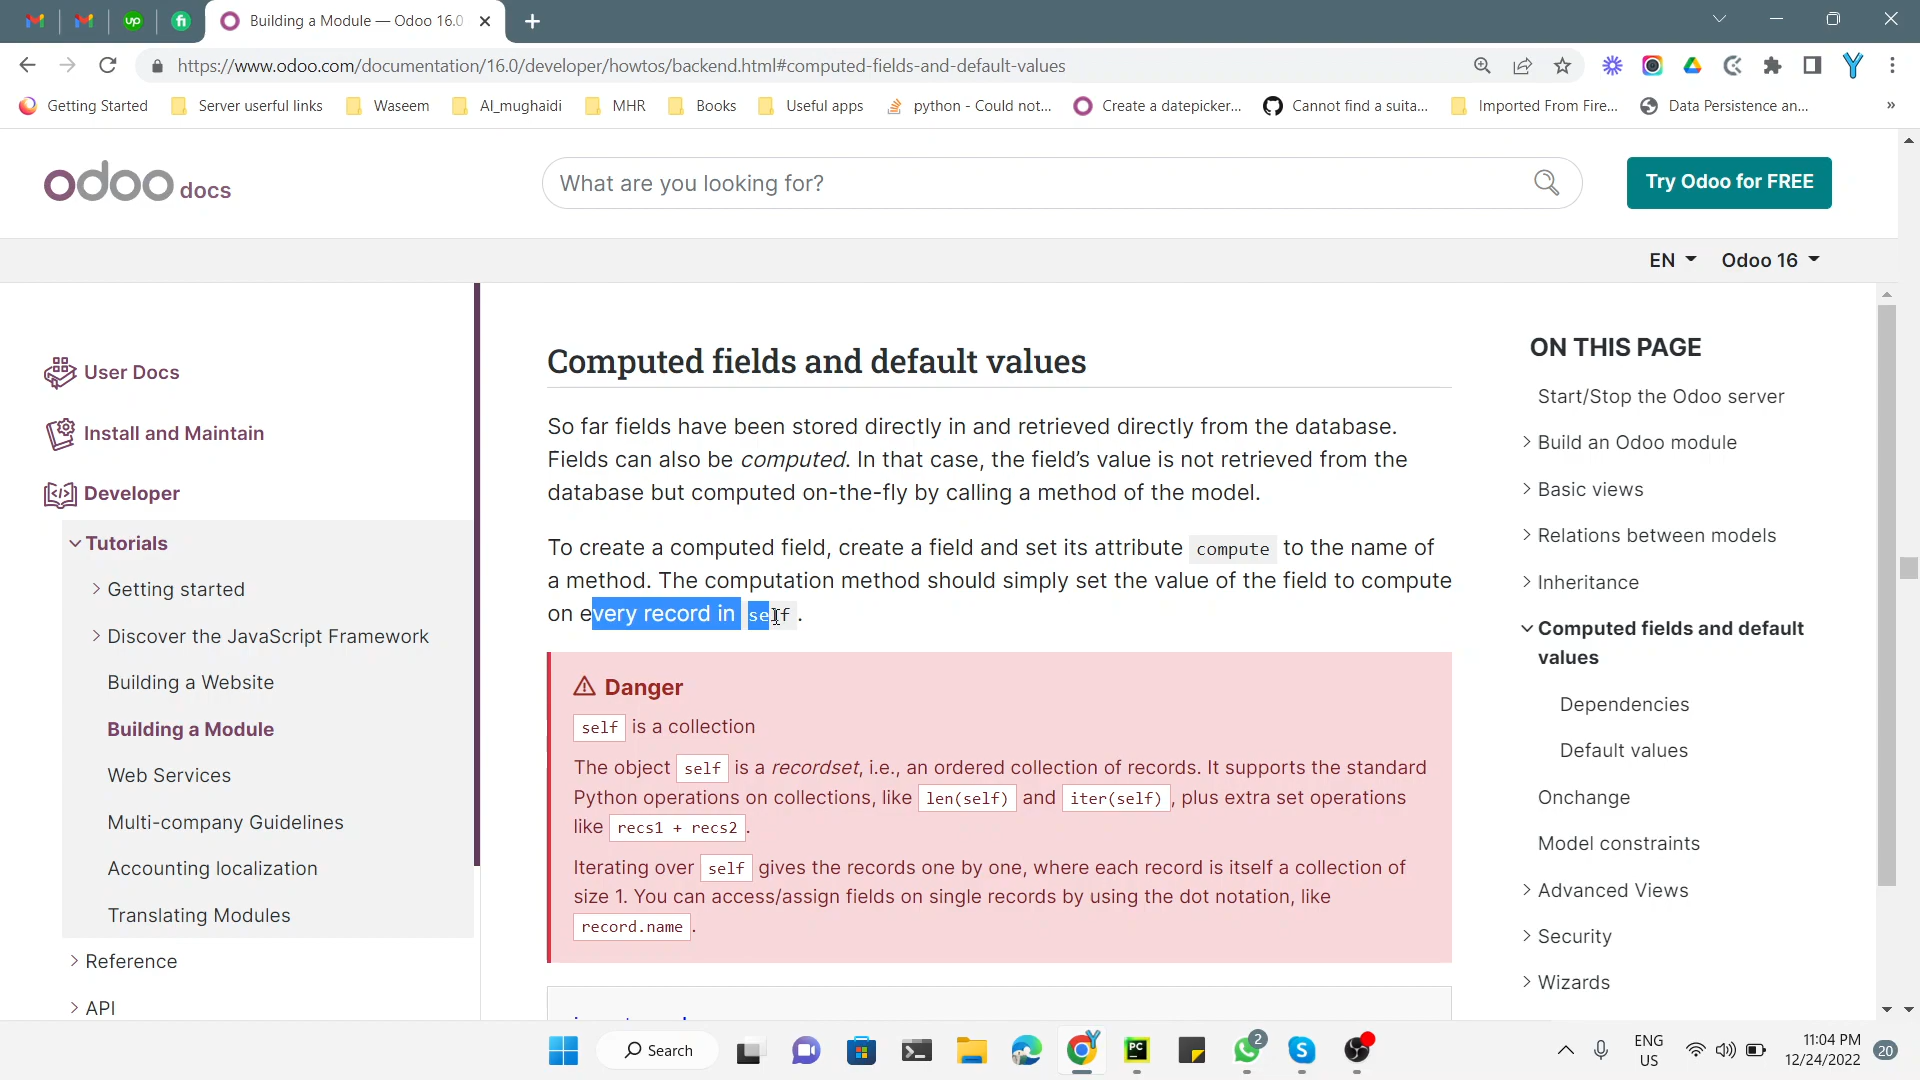 Building a Module — Odoo 16.0
https://www.odoo.com/documentation/16.0/developer/howtos/backend.html#computed-fields-and-default-values
Getting Started
Server useful links
Waseem
Al_mughaidi
MHR
Books
Useful apps
python - Could not...
Create a datepicker...
Cannot find a suita...
Imported From Fire...
Data Persistence an...
»
odoo docs
What are you looking for?
Try Odoo for FREE
EN
Odoo 16
User Docs
Install and Maintain
Developer
Tutorials
Getting started
Discover the JavaScript Framework
Building a Website
Building a Module
Web Services
Multi-company Guidelines
Accounting localization
Translating Modules
Reference
API
Computed fields and default values
So far fields have been stored directly in and retrieved directly from the database.
Fields can also be computed. In that case, the field's value is not retrieved from the
database but computed on-the-fly by calling a method of the model.
To create a computed field, create a field and set its attribute compute to the name of
a method. The computation method should simply set the value of the field to compute
on every record in self .
Danger
self is a collection
The object self is a recordset, i.e., an ordered collection of records. It supports the standard
Python operations on collections, like len(self) and iter(self) , plus extra set operations
like recs1 + recs2 .
Iterating over self gives the records one by one, where each record is itself a collection of
size 1. You can access/assign fields on single records by using the dot notation, like
record.name .
ON THIS PAGE
Start/Stop the Odoo server
Build an Odoo module
Basic views
Relations between models
Inheritance
Computed fields and default
values
Dependencies
Default values
Onchange
Model constraints
Advanced Views
Security
Wizards
Search
PC
2
ENG
US
11:04 PM
12/24/2022
20